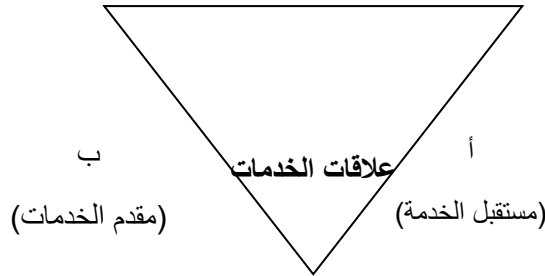 أ
(مستقبل الخدمة)
علاقات الخدمات
ب
(مقدم الخدمات)